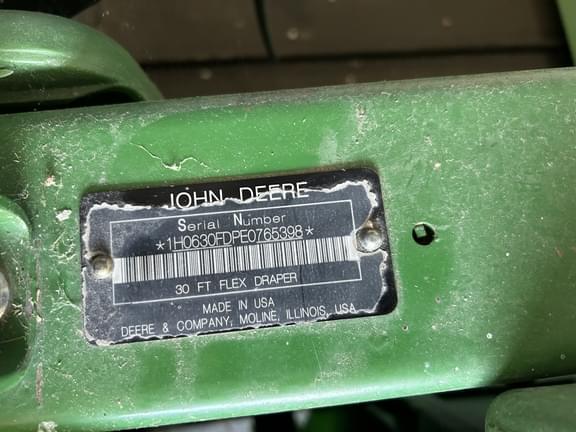 JOHN DEERE
Serial Number
*1H0630FDPE0765398*
30 FT FLEX DRAPER
MADE IN USA
DEERE & COMPANY, MOLINE, ILLINOIS, USA